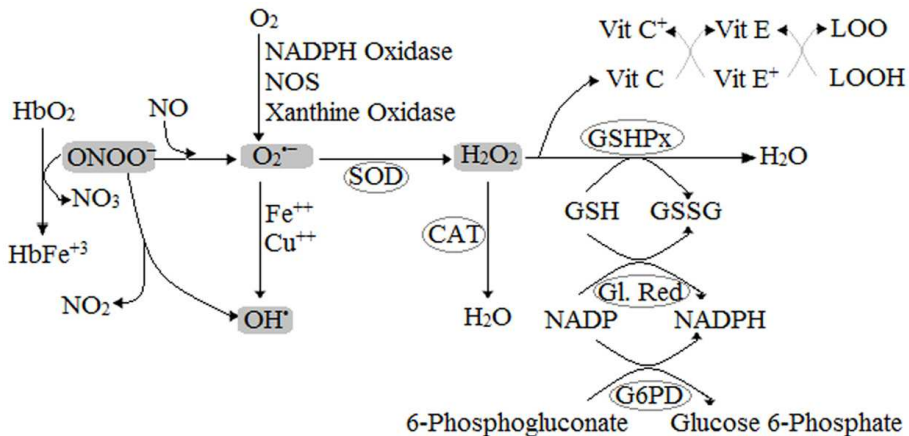 O₂
NADPH Oxidase
NOS
Xanthine Oxidase
Vit C⁺
Vit E
LOO
Vit C
Vit E⁺
LOOH
HbO₂
NO
ONOO⁻
O₂•⁻
SOD
H₂O₂
GSHPx
H₂O
NO₃
HbFe⁺³
NO₂
Fe⁺⁺
Cu⁺⁺
OH•
CAT
H₂O
GSH
GSSG
Gl. Red
NADP
NADPH
G6PD
6-Phosphogluconate
Glucose 6-Phosphate